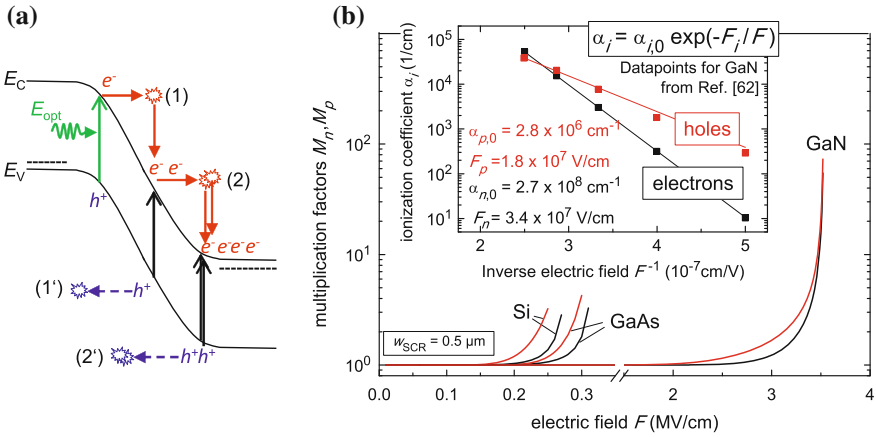 (a)
E_C
e⁻
(1)
E_opt
E_V
e⁻ e⁻
(2)
h⁺
e⁻e⁻e⁻e⁻
(1')
h⁺
(2')
h⁺h⁺
(b)
multiplication factors M_n, M_p
10²
10¹
10⁰
0.0
0.1
0.2
0.3
2
3
4
electric field F (MV/cm)
w_SCR = 0.5 µm
Si
GaAs
GaN
α_i = α_i,0 exp(-F_i/F)
Datapoints for GaN
from Ref. [62]
holes
electrons
α_p,0 = 2.8 x 10⁶ cm⁻¹
F_p = 1.8 x 10⁷ V/cm
α_n,0 = 2.7 x 10⁸ cm⁻¹
F_n = 3.4 x 10⁷ V/cm
ionization coefficient α_i (1/cm)
10⁵
10⁴
10³
10²
10¹
2
3
4
5
Inverse electric field F⁻¹ (10⁻⁷cm/V)